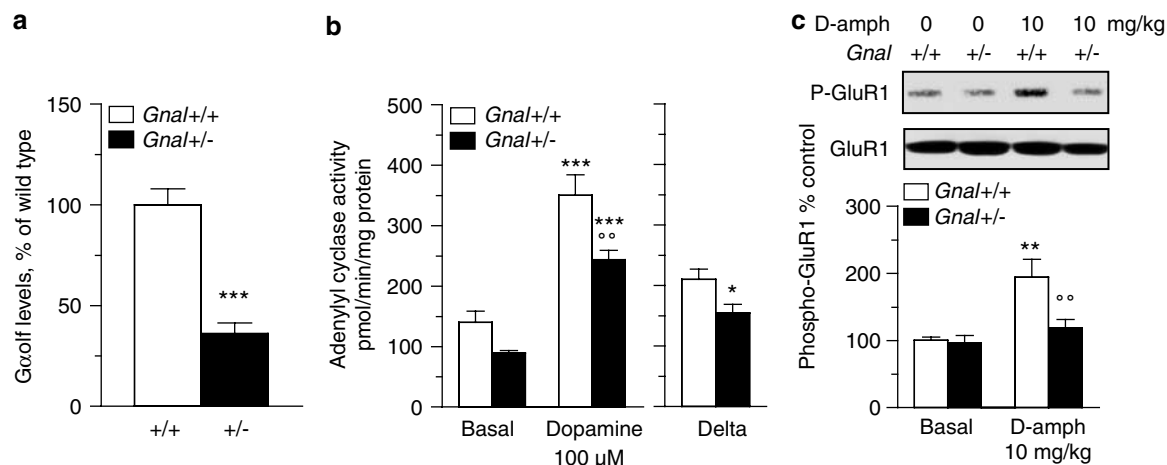 a
Gαolf levels, % of wild type
150
100
50
0
Gnal+/+
Gnal+/-
***
+/+ +/-
b
Adenylyl cyclase activity
pmol/min/mg protein
500
400
300
200
100
0
Gnal+/+
Gnal+/-
***
***
°°
*
Basal Dopamine Delta
100 µM
c
D-amph 0 0 10 10 mg/kg
Gnal +/+ +/- +/+ +/-
P-GluR1
GluR1
Phospho-GluR1 % control
Gnal+/+
Gnal+/-
300
200
100
0
**
°°
Basal D-amph
10 mg/kg